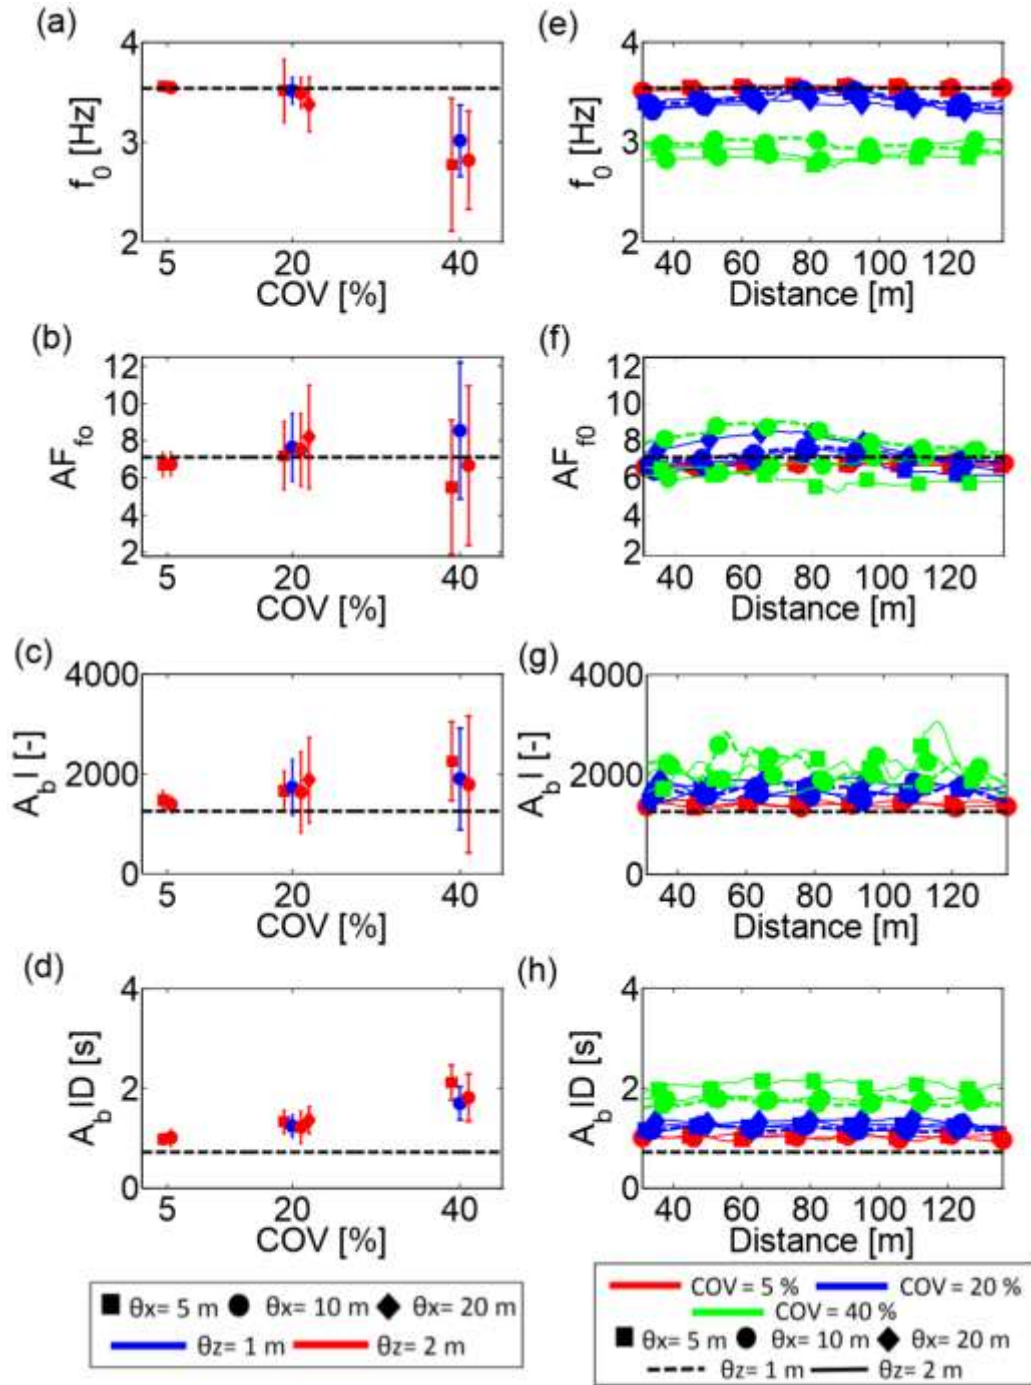 (a)
4
3
2
f0 [Hz]
5 20 40
COV [%]
(e)
4
3
2
f0 [Hz]
40 60 80 100 120
Distance [m]
(b)
12
10
8
6
4
2
AFfo
5 20 40
COV [%]
(f)
12
10
8
6
4
2
AFf0
40 60 80 100 120
Distance [m]
(c)
4000
2000
0
AbI [-]
5 20 40
COV [%]
(g)
4000
2000
0
AbI [-]
40 60 80 100 120
Distance [m]
(d)
4
2
0
AbID [s]
5 20 40
COV [%]
(h)
4
2
0
AbID [s]
40 60 80 100 120
Distance [m]
θx= 5 m θx= 10 m θx= 20 m
θz= 1 m θz= 2 m
COV = 5 % COV = 20 %
COV = 40 %
θx= 5 m θx= 10 m θx= 20 m
θz= 1 m θz= 2 m